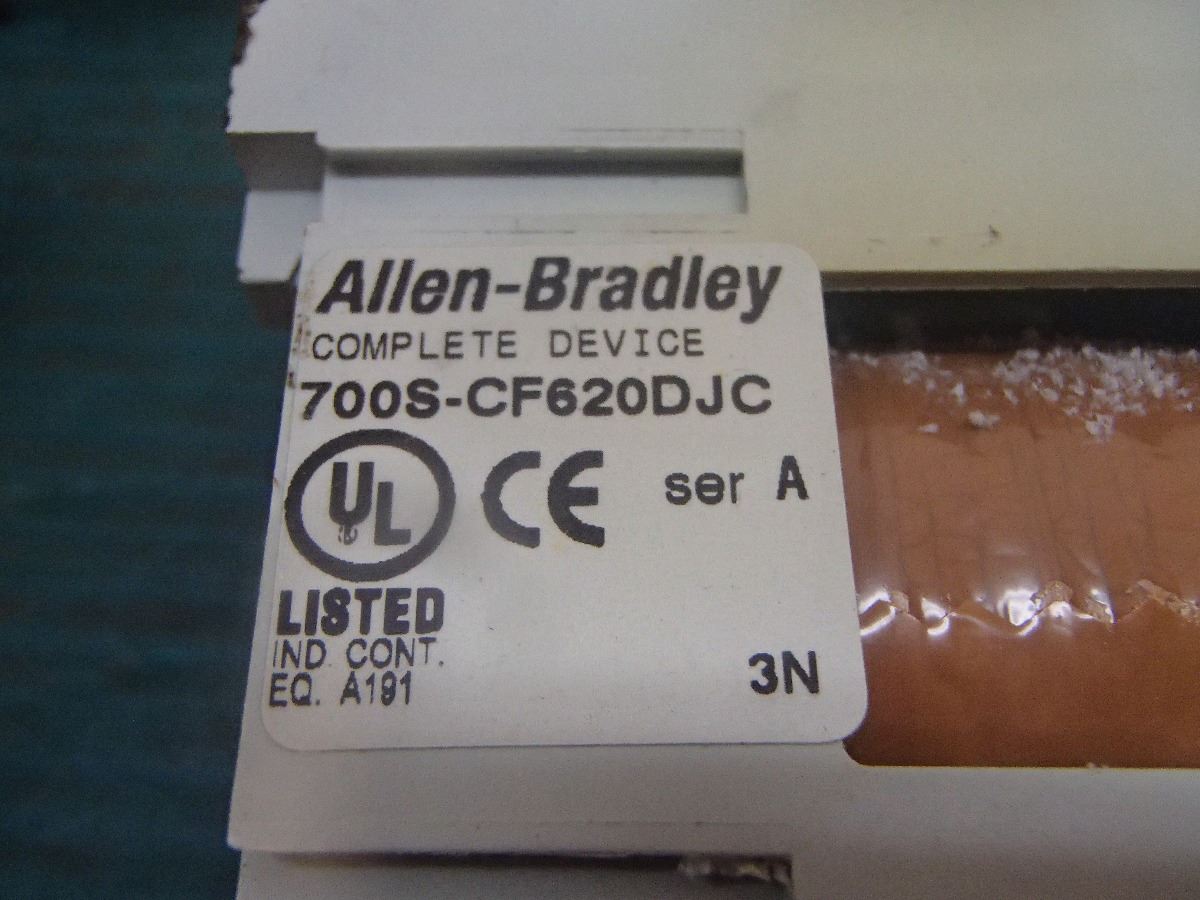 Allen-Bradley
COMPLETE DEVICE
700S-CF620DJC
UL CE ser A
LISTED
IND. CONT.
EQ. A191
3N